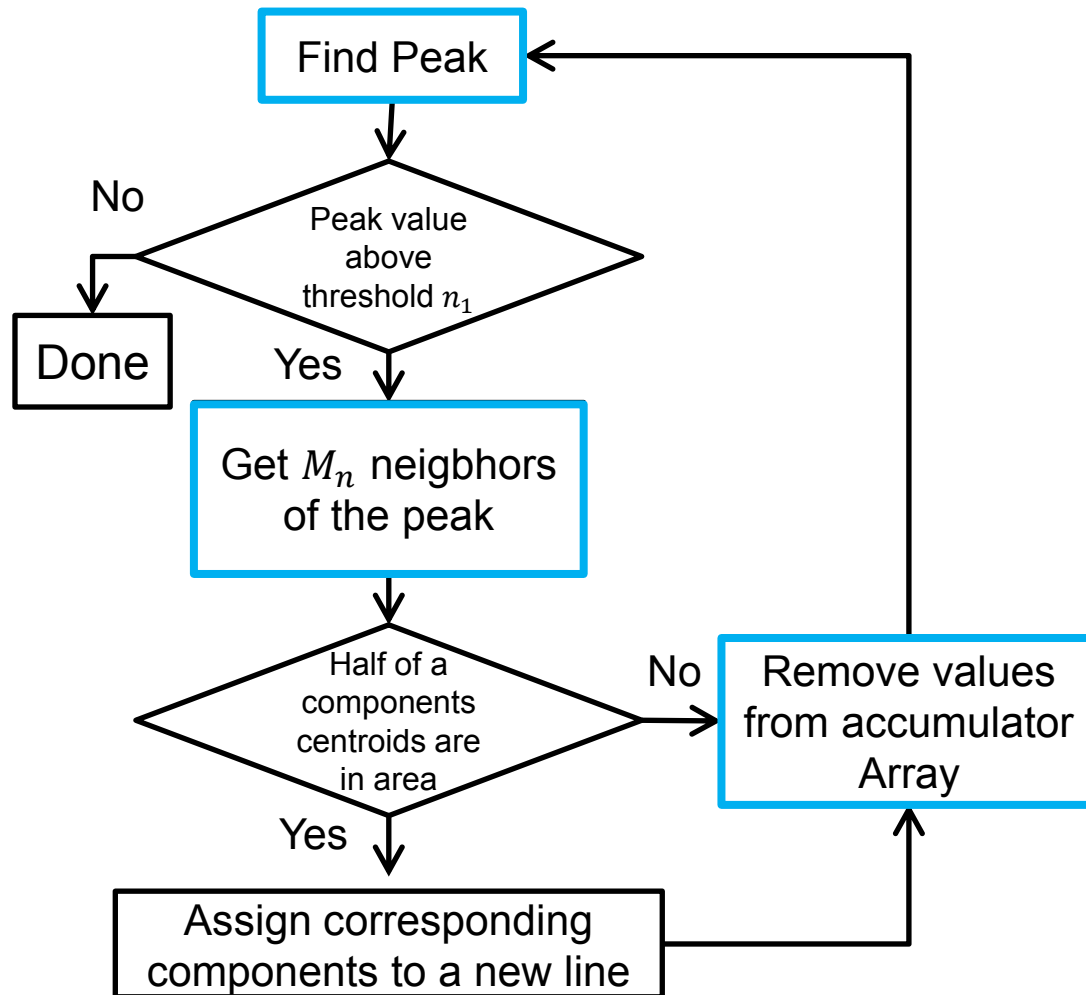 Find Peak
No
Peak value
above
threshold n₁
Done
Yes
Get Mₙ neigbhors
of the peak
Half of a
components
centroids are
in area
No
Remove values
from accumulator
Array
Yes
Assign corresponding
components to a new line